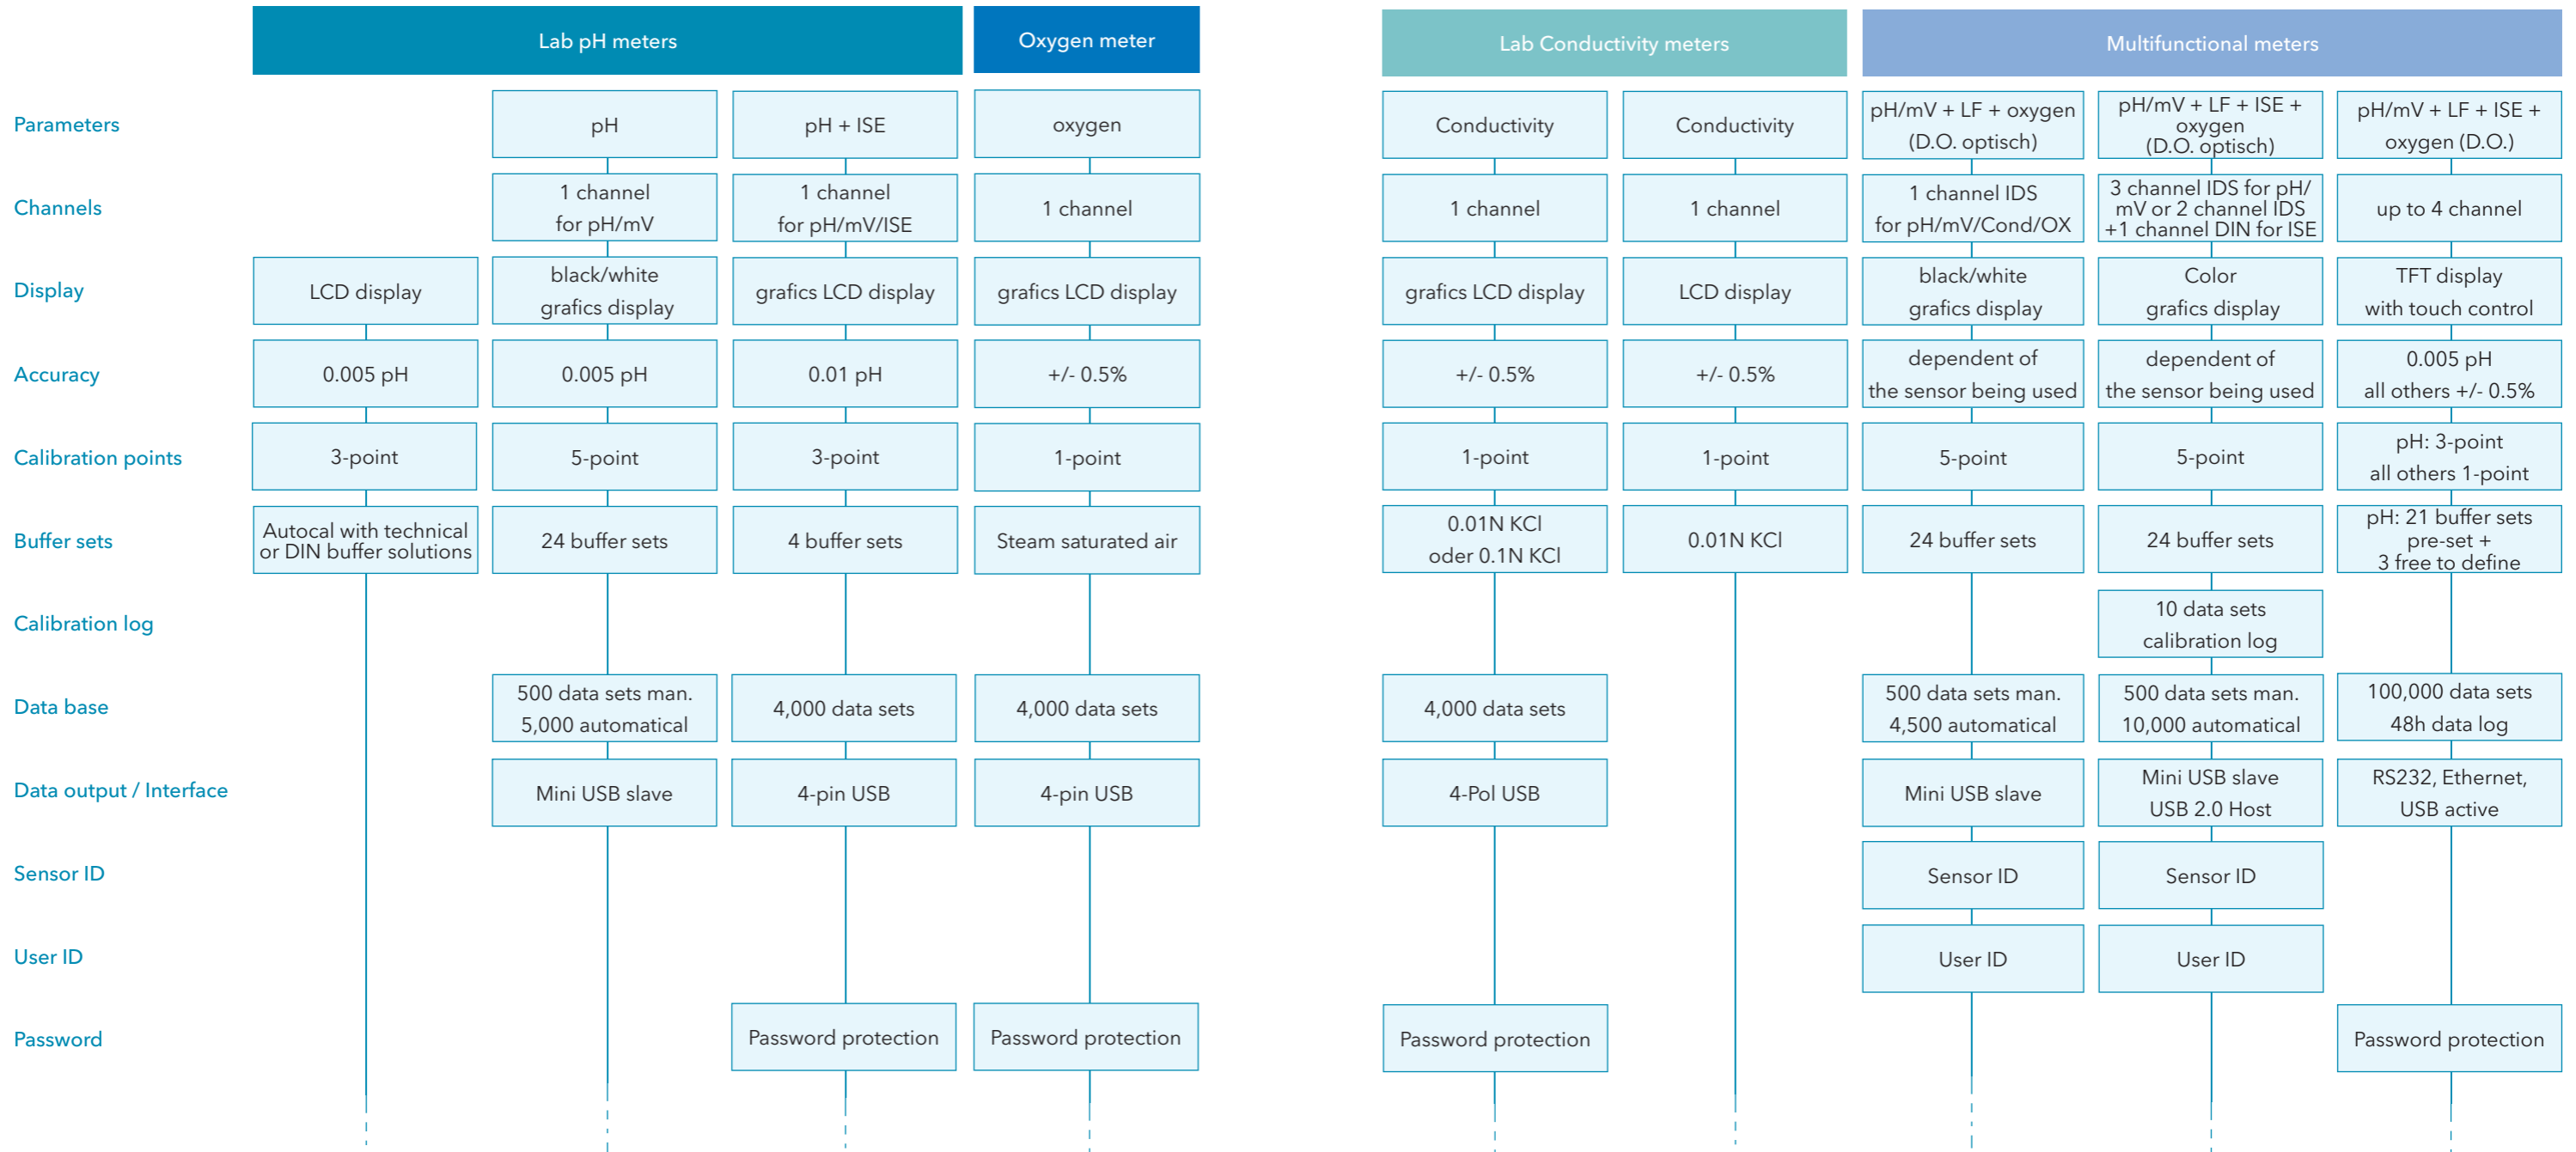 Lab pH meters
Oxygen meter
Lab Conductivity meters
Multifunctional meters
Parameters
pH
pH + ISE
oxygen
Conductivity
Conductivity
pH/mV + LF + oxygen
(D.O. optisch)
pH/mV + LF + ISE +
oxygen
(D.O. optisch)
pH/mV + LF + ISE +
oxygen (D.O.)
Channels
1 channel
for pH/mV
1 channel
for pH/mV/ISE
1 channel
1 channel
1 channel
1 channel IDS
for pH/mV/Cond/OX
3 channel IDS for pH/
mV or 2 channel IDS
+1 channel DIN for ISE
up to 4 channel
Display
LCD display
black/white
grafics display
grafics LCD display
grafics LCD display
grafics LCD display
LCD display
black/white
grafics display
Color
grafics display
TFT display
with touch control
Accuracy
0.005 pH
0.005 pH
0.01 pH
+/- 0.5%
+/- 0.5%
+/- 0.5%
dependent of
the sensor being used
dependent of
the sensor being used
0.005 pH
all others +/- 0.5%
Calibration points
3-point
5-point
3-point
1-point
1-point
1-point
5-point
5-point
pH: 3-point
all others 1-point
Buffer sets
Autocal with technical
or DIN buffer solutions
24 buffer sets
4 buffer sets
Steam saturated air
0.01N KCl
oder 0.1N KCl
0.01N KCl
24 buffer sets
24 buffer sets
pH: 21 buffer sets
pre-set +
3 free to define
Calibration log
10 data sets
calibration log
Data base
500 data sets man.
5,000 automatical
4,000 data sets
4,000 data sets
4,000 data sets
500 data sets man.
4,500 automatical
500 data sets man.
10,000 automatical
100,000 data sets
48h data log
Data output / Interface
Mini USB slave
4-pin USB
4-pin USB
4-Pol USB
Mini USB slave
Mini USB slave
USB 2.0 Host
RS232, Ethernet,
USB active
Sensor ID
Sensor ID
Sensor ID
User ID
User ID
User ID
Password
Password protection
Password protection
Password protection
Password protection